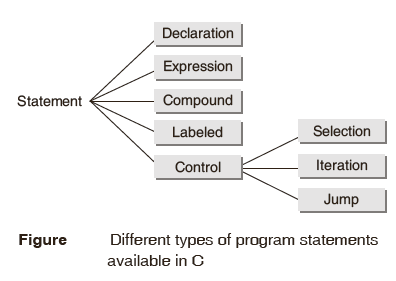 Declaration
Expression
Statement
Compound
Labeled
Control
Selection
Iteration
Jump
Figure Different types of program statements
available in C